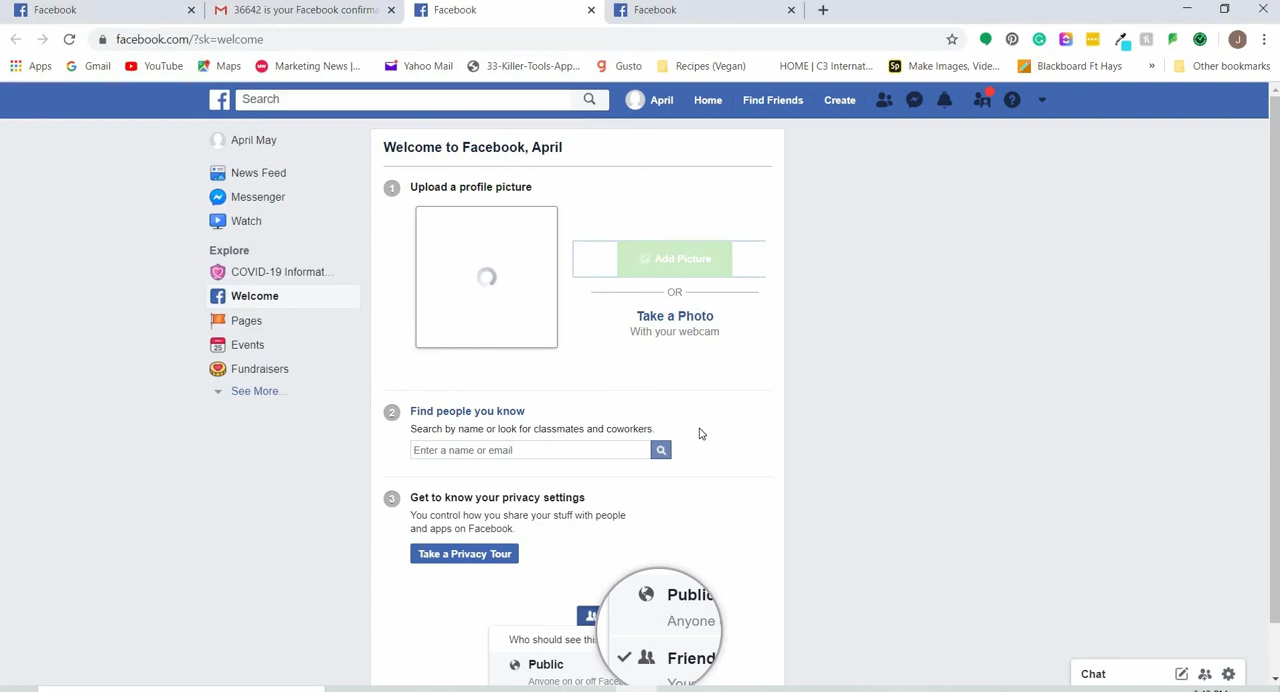 Facebook
36642 is your Facebook confirma
Facebook
Facebook
facebook.com/?sk=welcome
J
Apps
Gmail
YouTube
Maps
Marketing News |...
Yahoo Mail
33-Killer-Tools-App...
Gusto
Recipes (Vegan)
HOME | C3 Internat...
Make Images, Vide...
Blackboard Ft Hays
»
Other bookmarks
Search
April
Home
Find Friends
Create
April May
News Feed
Messenger
Watch
Explore
COVID-19 Informat...
Welcome
Pages
Events
Fundraisers
See More...
Welcome to Facebook, April
1
Upload a profile picture
Add Picture
OR
Take a Photo
With your webcam
2
Find people you know
Search by name or look for classmates and coworkers.
Enter a name or email
3
Get to know your privacy settings
You control how you share your stuff with people
and apps on Facebook.
Take a Privacy Tour
Who should see this
Public
Anyone on or off Faceb
Public
Anyone
Friend
Chat